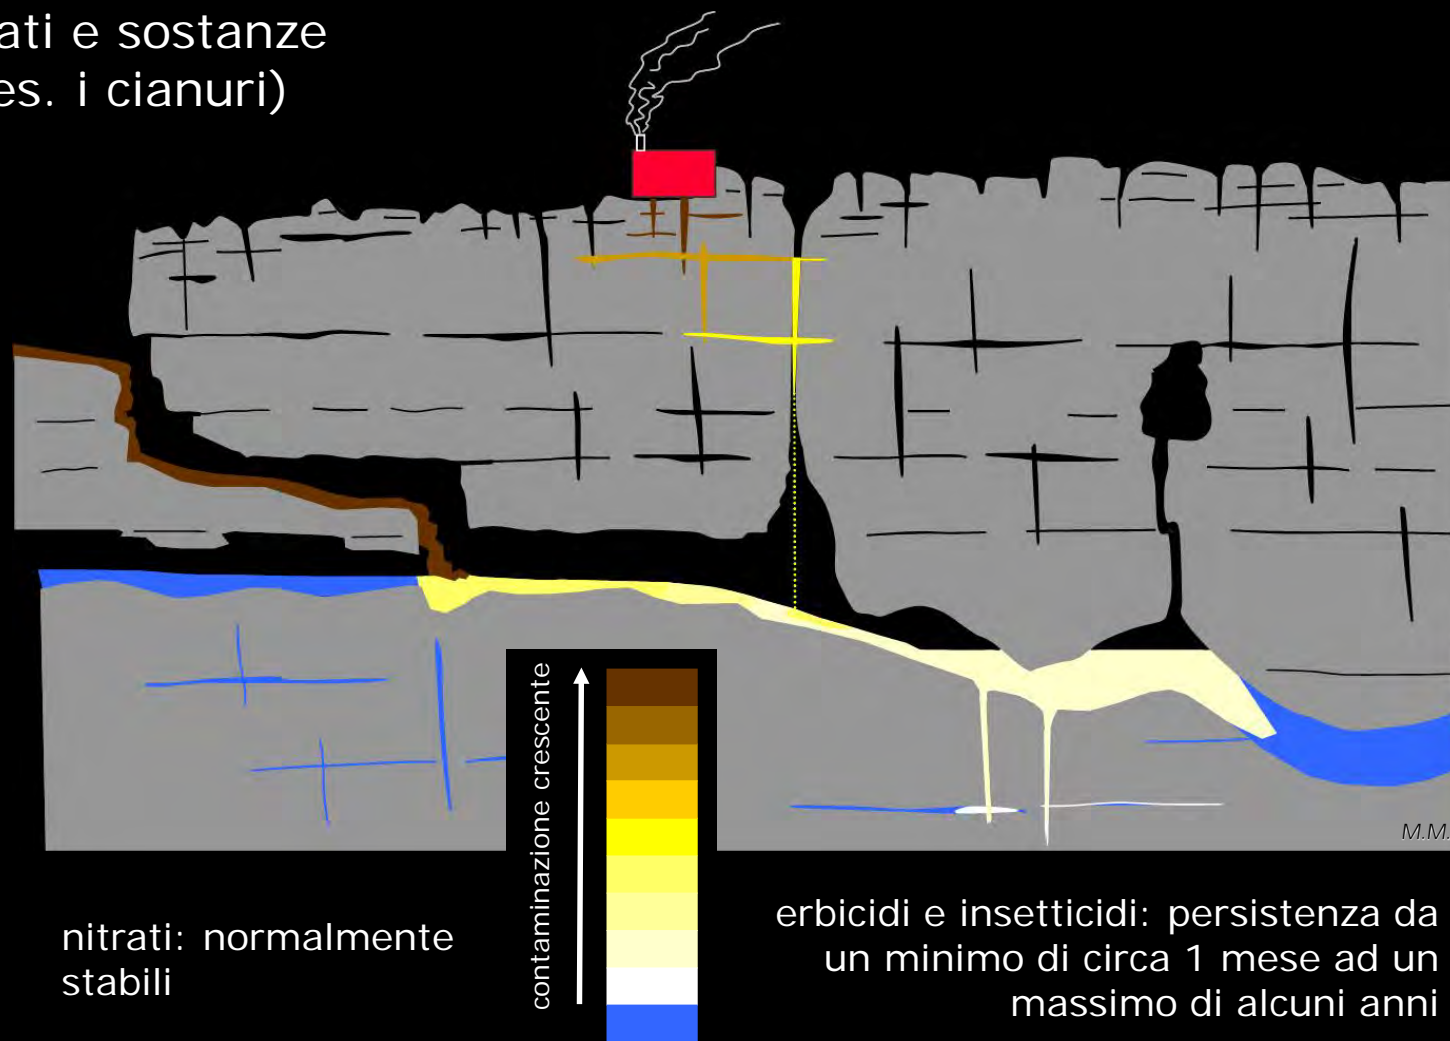 ati e sostanze
es. i cianuri)
M.M.
contaminazione crescente
nitrati: normalmente
stabili
erbicidi e insetticidi: persistenza da
un minimo di circa 1 mese ad un
massimo di alcuni anni